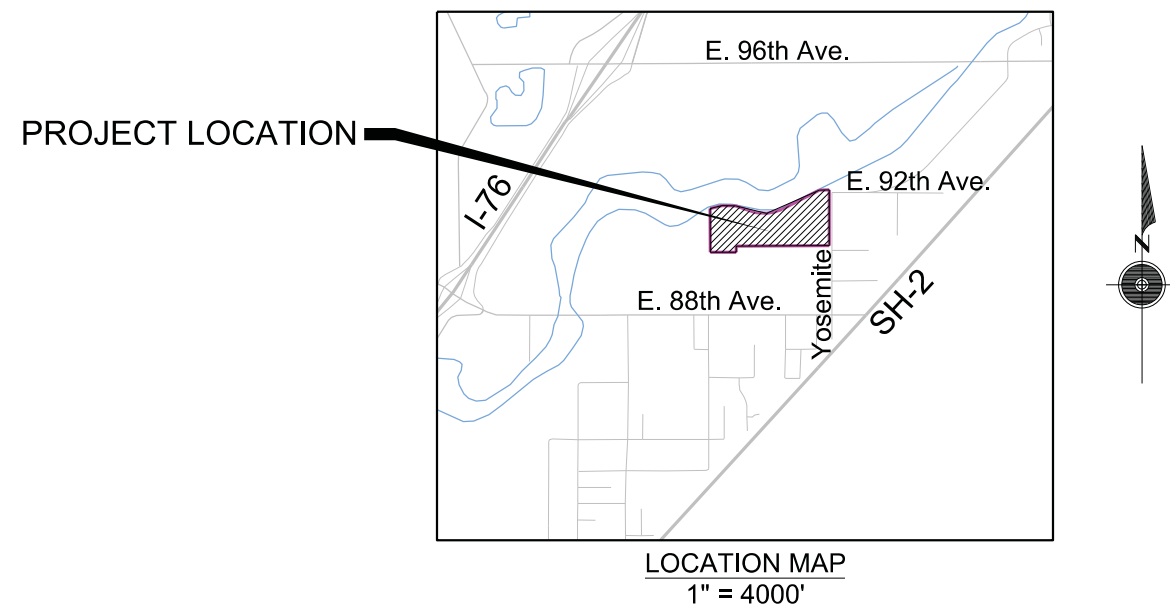 E. 96th Ave.
PROJECT LOCATION
I-76
E. 92th Ave.
N
Yosemite
E. 88th Ave.
SH-2
LOCATION MAP
1" = 4000'